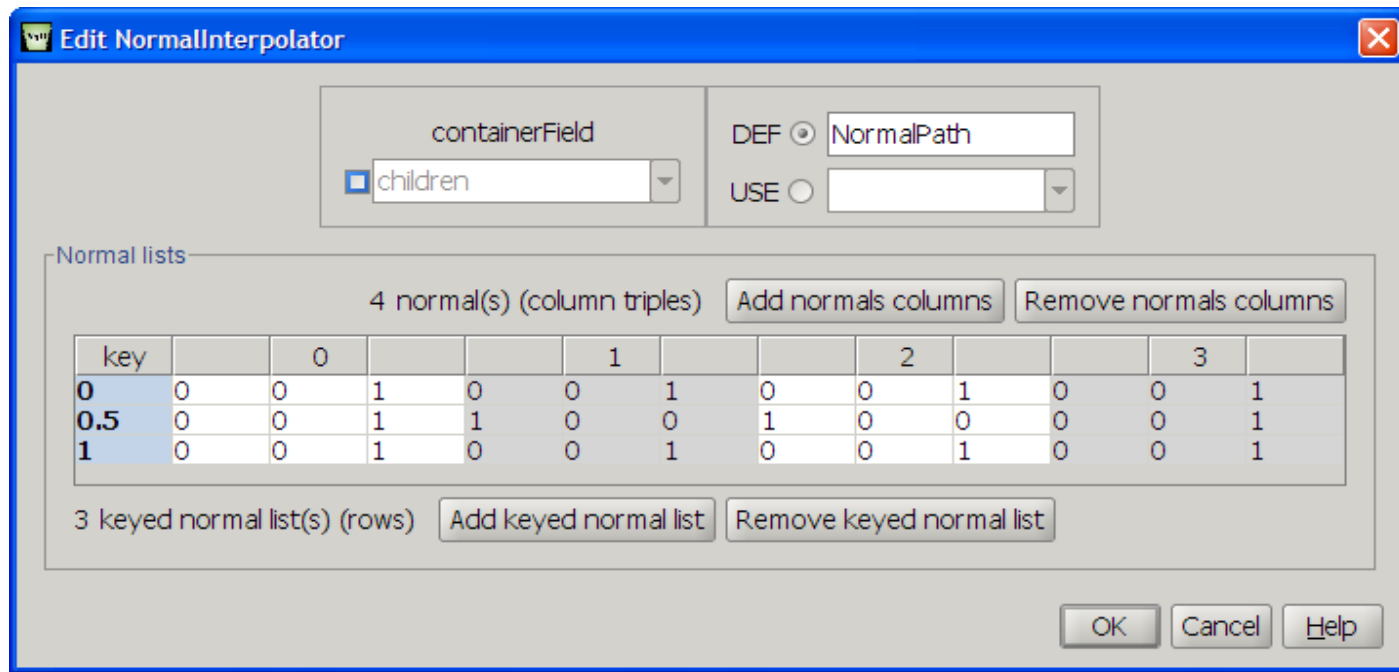 Edit NormalInterpolator
containerField
children
DEF NormalPath
USE
Normal lists
4 normal(s) (column triples) Add normals columns Remove normals columns
key 0 1 2 3
0 0 0 1 0 0 1 0 0 1 0 0 1
0.5 0 0 1 1 0 0 1 0 0 0 0 1
1 0 0 1 0 0 1 0 0 1 0 0 1
3 keyed normal list(s) (rows) Add keyed normal list Remove keyed normal list
OK Cancel Help